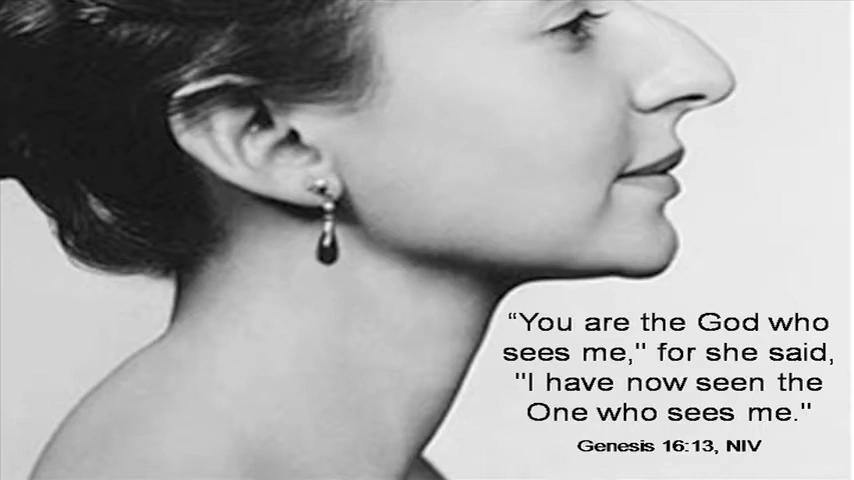 “You are the God who
sees me," for she said,
"I have now seen the
One who sees me."
Genesis 16:13, NIV